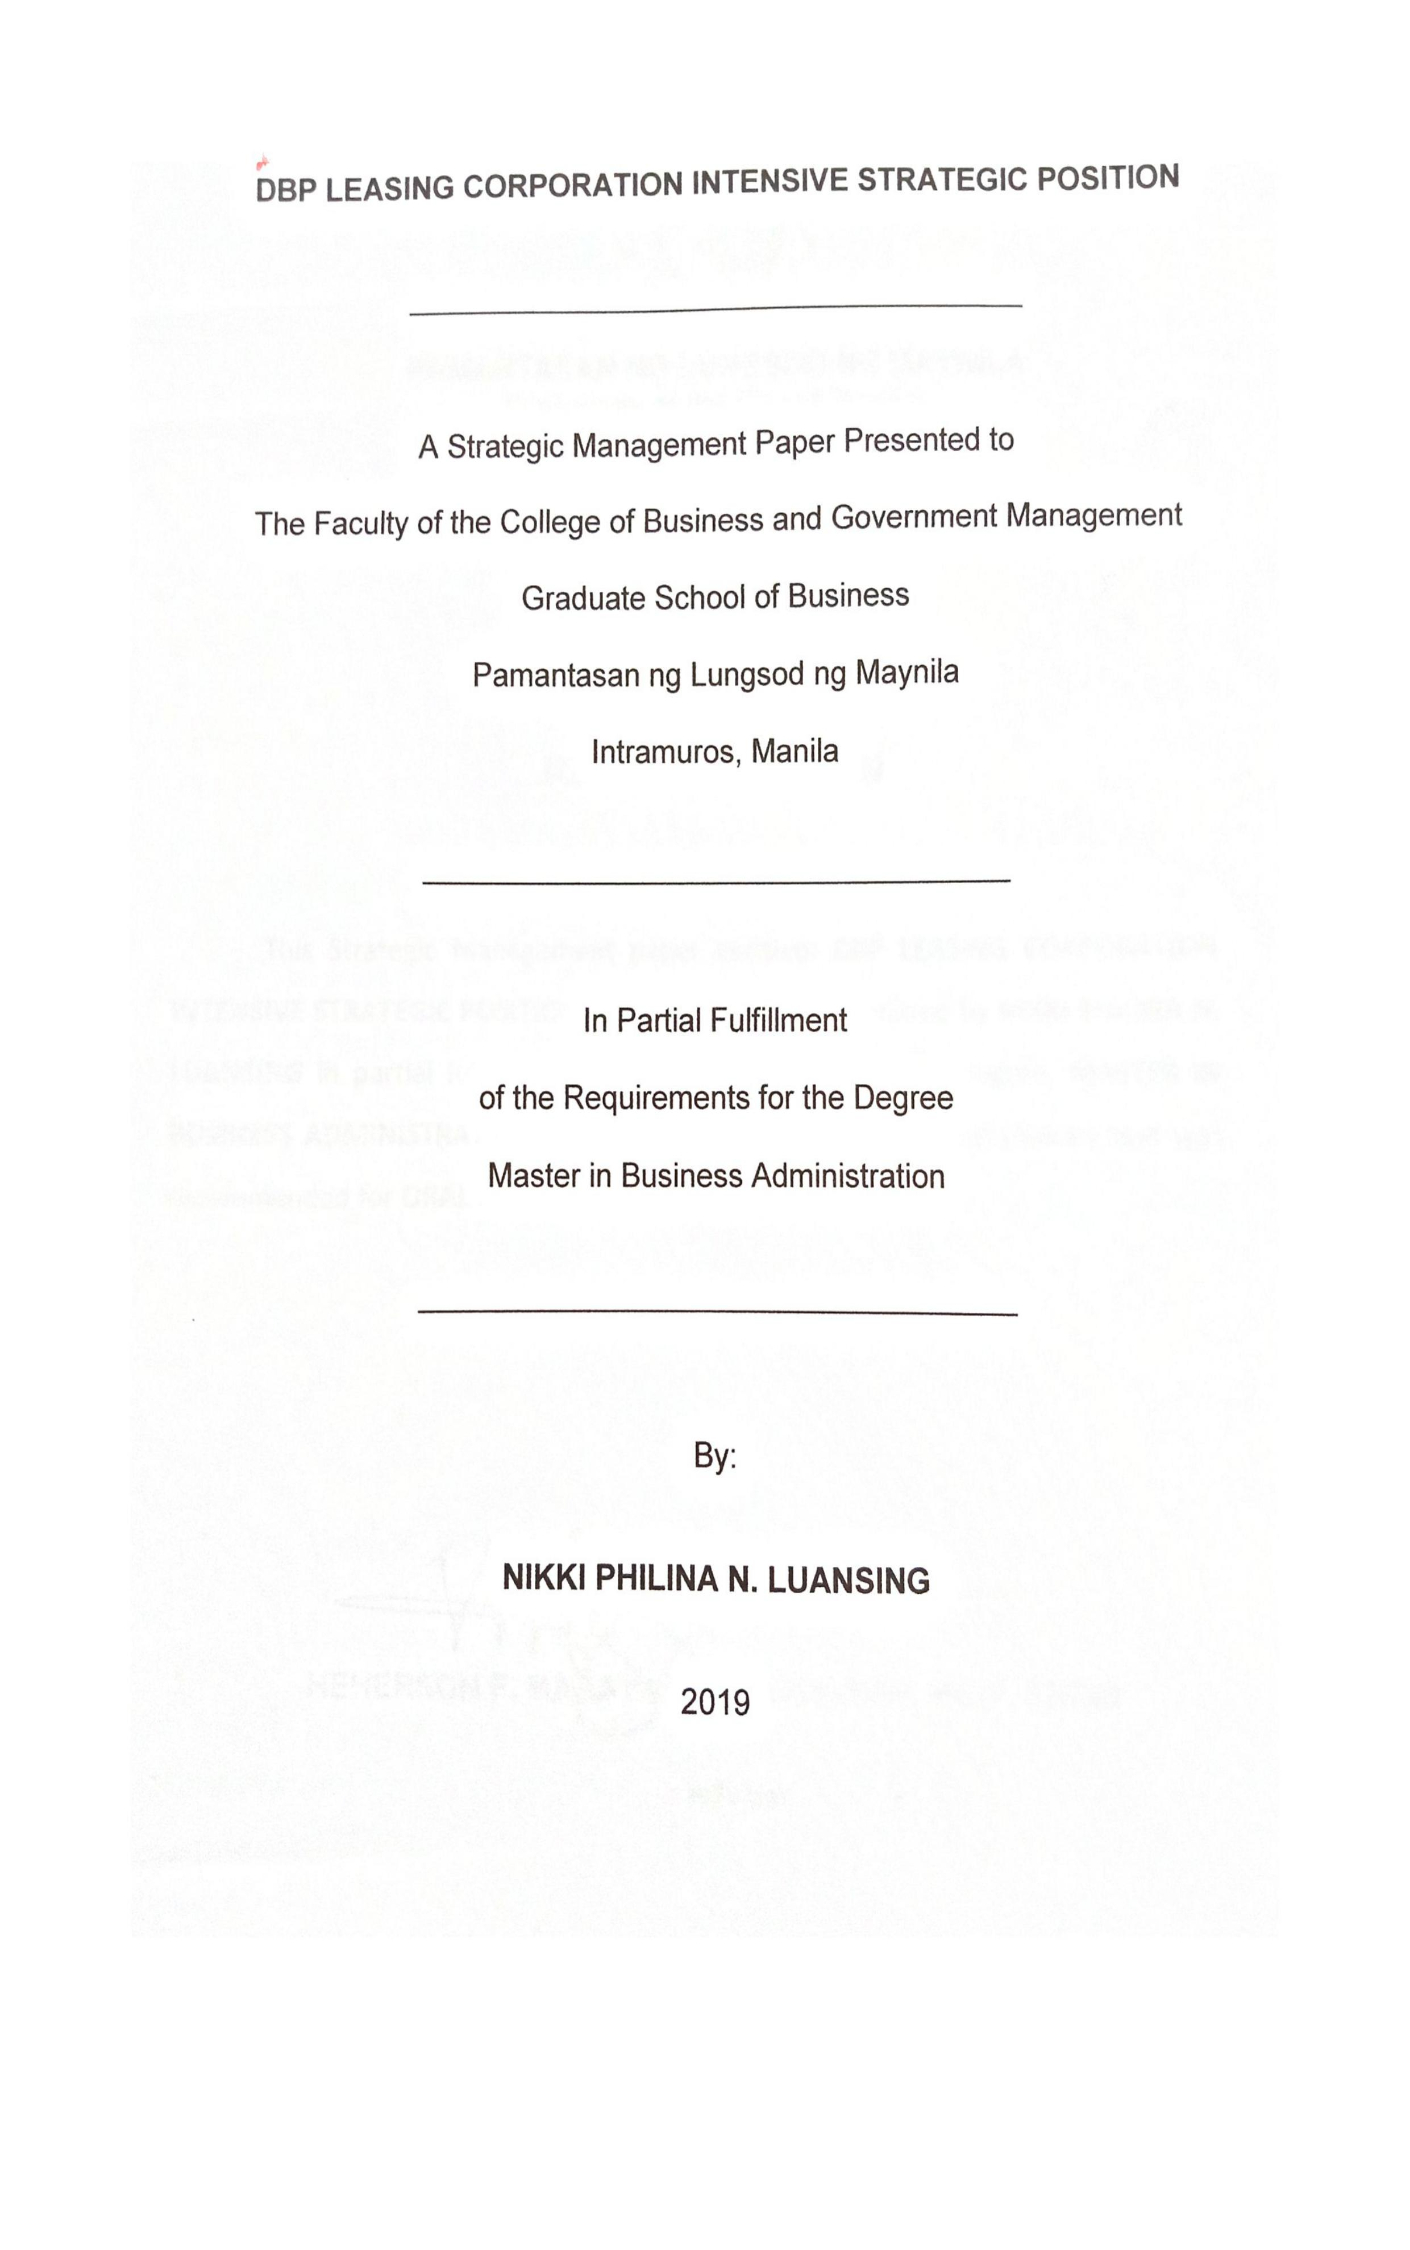 DBP LEASING CORPORATION INTENSIVE STRATEGIC POSITION
A Strategic Management Paper Presented to
The Faculty of the College of Business and Government Management
Graduate School of Business
Pamantasan ng Lungsod ng Maynila
Intramuros, Manila
In Partial Fulfillment
of the Requirements for the Degree
Master in Business Administration
By:
NIKKI PHILINA N. LUANSING
2019